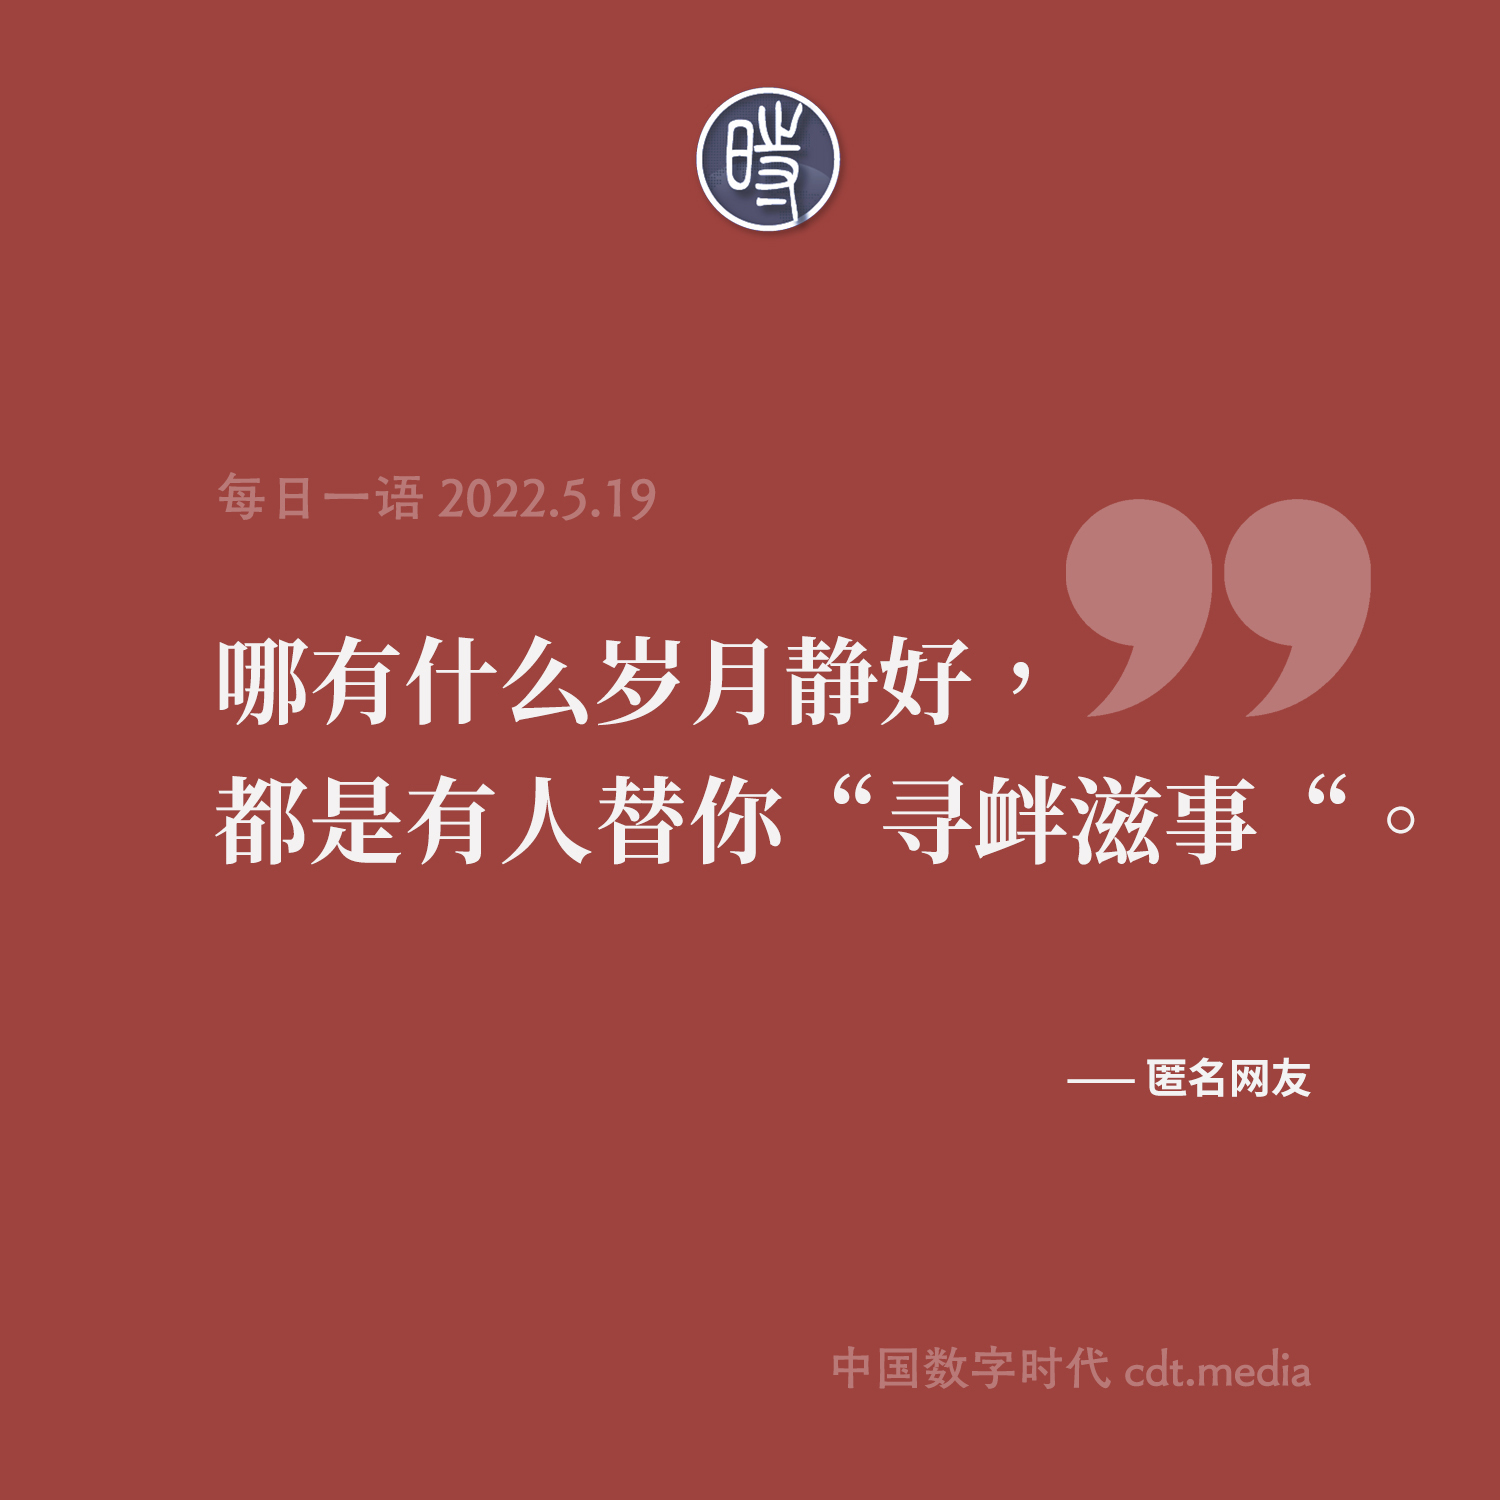 時
每日一语 2022.5.19
哪有什么岁月静好，
都是有人替你“寻衅滋事“。
—— 匿名网友
中国数字时代 cdt.media